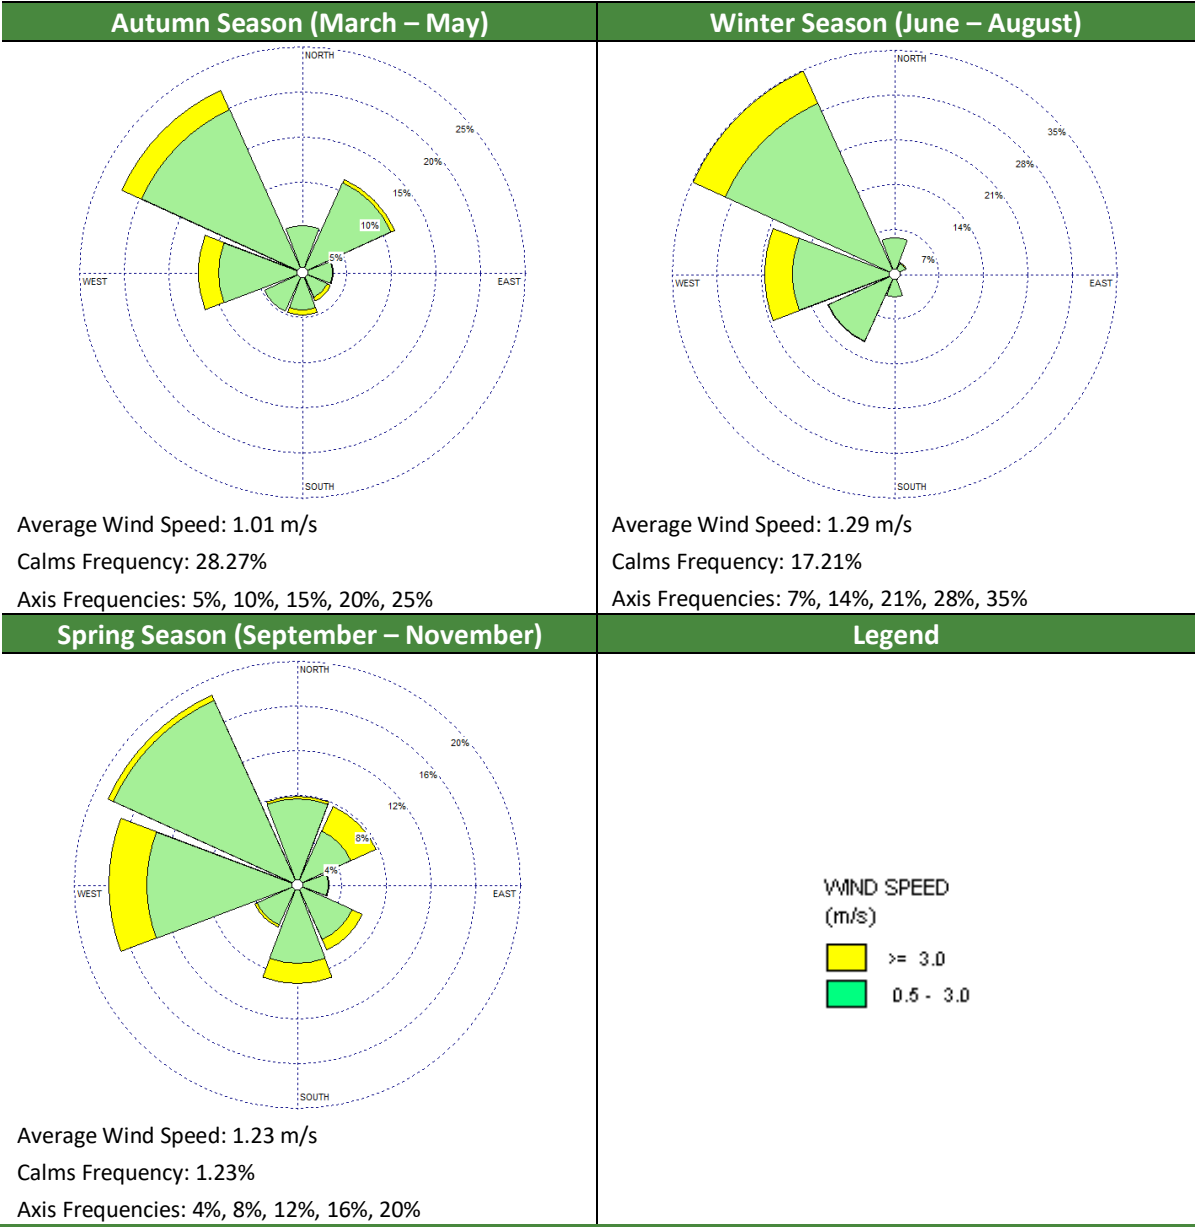 Autumn Season (March – May)
NORTH
25%
20%
15%
10%
5%
WEST
EAST
SOUTH
Average Wind Speed: 1.01 m/s
Calms Frequency: 28.27%
Axis Frequencies: 5%, 10%, 15%, 20%, 25%
Winter Season (June – August)
NORTH
35%
28%
21%
14%
7%
WEST
EAST
SOUTH
Average Wind Speed: 1.29 m/s
Calms Frequency: 17.21%
Axis Frequencies: 7%, 14%, 21%, 28%, 35%
Spring Season (September – November)
NORTH
20%
16%
12%
8%
4%
WEST
EAST
SOUTH
Average Wind Speed: 1.23 m/s
Calms Frequency: 1.23%
Axis Frequencies: 4%, 8%, 12%, 16%, 20%
Legend
WIND SPEED
(m/s)
>= 3.0
0.5 - 3.0